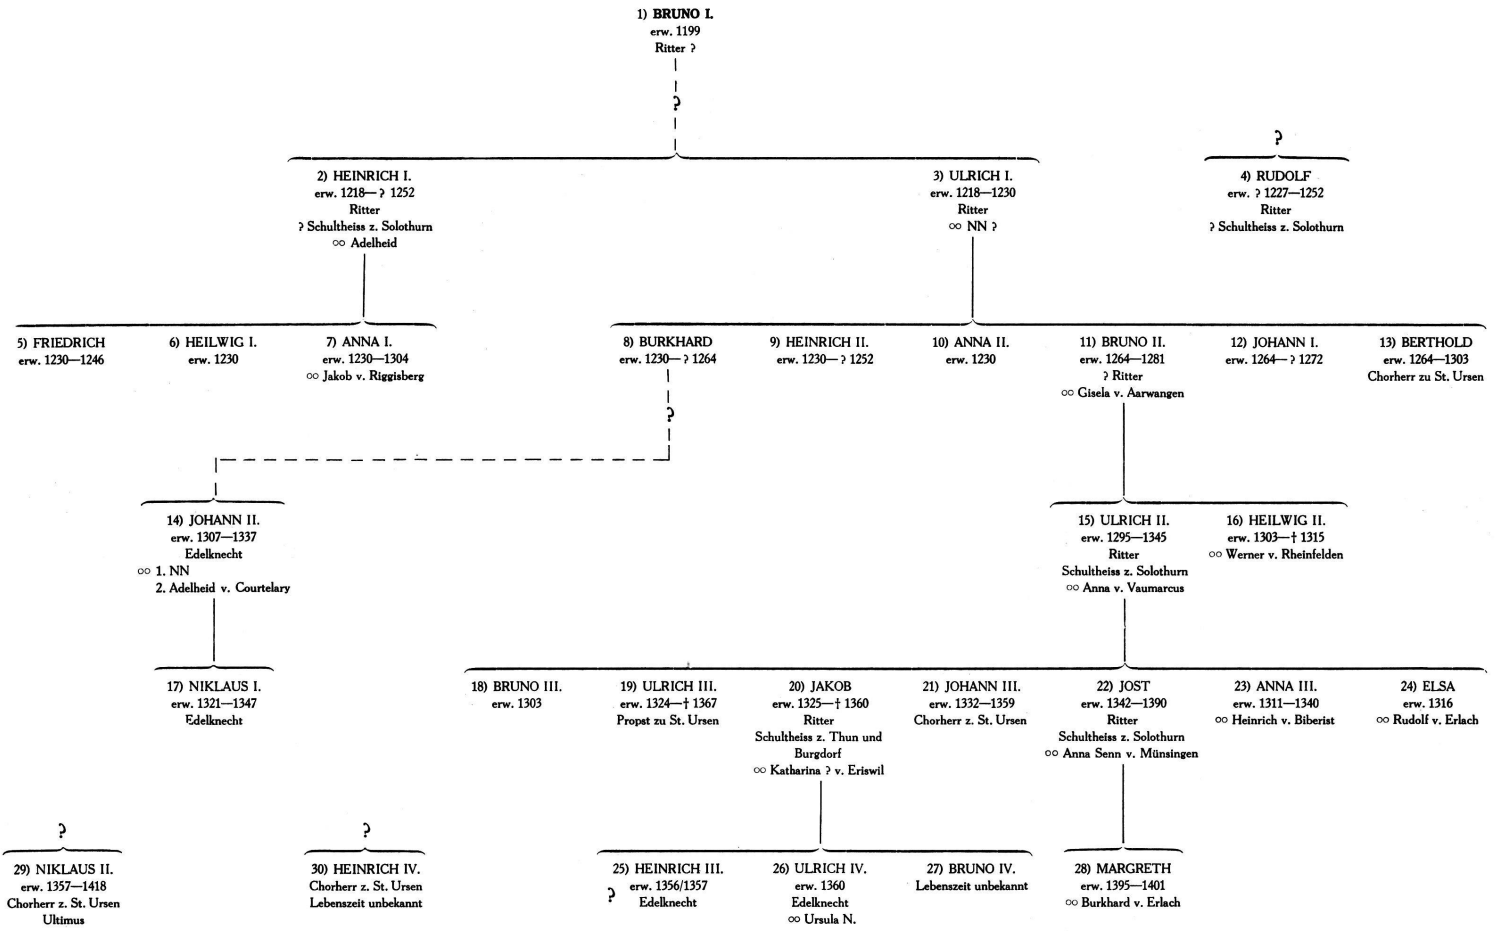 1) BRUNO I.
erw. 1199
Ritter ?
?
?
2) HEINRICH I.
erw. 1218— ? 1252
Ritter
? Schultheiss z. Solothurn
∞ Adelheid
3) ULRICH I.
erw. 1218—1230
Ritter
∞ NN ?
4) RUDOLF
erw. ? 1227—1252
Ritter
? Schultheiss z. Solothurn
5) FRIEDRICH
erw. 1230—1246
6) HEILWIG I.
erw. 1230
7) ANNA I.
erw. 1230—1304
∞ Jakob v. Riggisberg
8) BURKHARD
erw. 1230— ? 1264
9) HEINRICH II.
erw. 1230— ? 1252
10) ANNA II.
erw. 1230
11) BRUNO II.
erw. 1264—1281
? Ritter
∞ Gisela v. Aarwangen
12) JOHANN I.
erw. 1264— ? 1272
13) BERTHOLD
erw. 1264—1303
Chorherr zu St. Ursen
?
14) JOHANN II.
erw. 1307—1337
Edelknecht
∞ 1. NN
2. Adelheid v. Courtelary
15) ULRICH II.
erw. 1295—1345
Ritter
Schultheiss z. Solothurn
∞ Anna v. Vaumarcus
16) HEILWIG II.
erw. 1303—† 1315
∞ Werner v. Rheinfelden
17) NIKLAUS I.
erw. 1321—1347
Edelknecht
18) BRUNO III.
erw. 1303
19) ULRICH III.
erw. 1324—† 1367
Propst zu St. Ursen
20) JAKOB
erw. 1325—† 1360
Ritter
Schultheiss z. Thun und
Burgdorf
∞ Katharina ? v. Eriswil
21) JOHANN III.
erw. 1332—1359
Chorherr z. St. Ursen
22) JOST
erw. 1342—1390
Ritter
Schultheiss z. Solothurn
∞ Anna Senn v. Münsingen
23) ANNA III.
erw. 1311—1340
∞ Heinrich v. Biberist
24) ELSA
erw. 1316
∞ Rudolf v. Erlach
?
29) NIKLAUS II.
erw. 1357—1418
Chorherr z. St. Ursen
Ultimus
?
30) HEINRICH IV.
Chorherr z. St. Ursen
Lebenszeit unbekannt
25) HEINRICH III.
? erw. 1356/1357
Edelknecht
26) ULRICH IV.
erw. 1360
Edelknecht
∞ Ursula N.
27) BRUNO IV.
Lebenszeit unbekannt
28) MARGRETH
erw. 1395—1401
∞ Burkhard v. Erlach